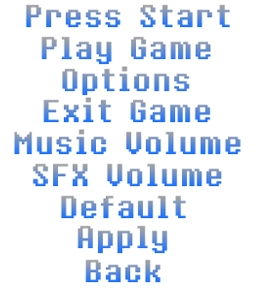 Press Start
Play Game
Options
Exit Game
Music Volume
SFX Volume
Default
Apply
Back